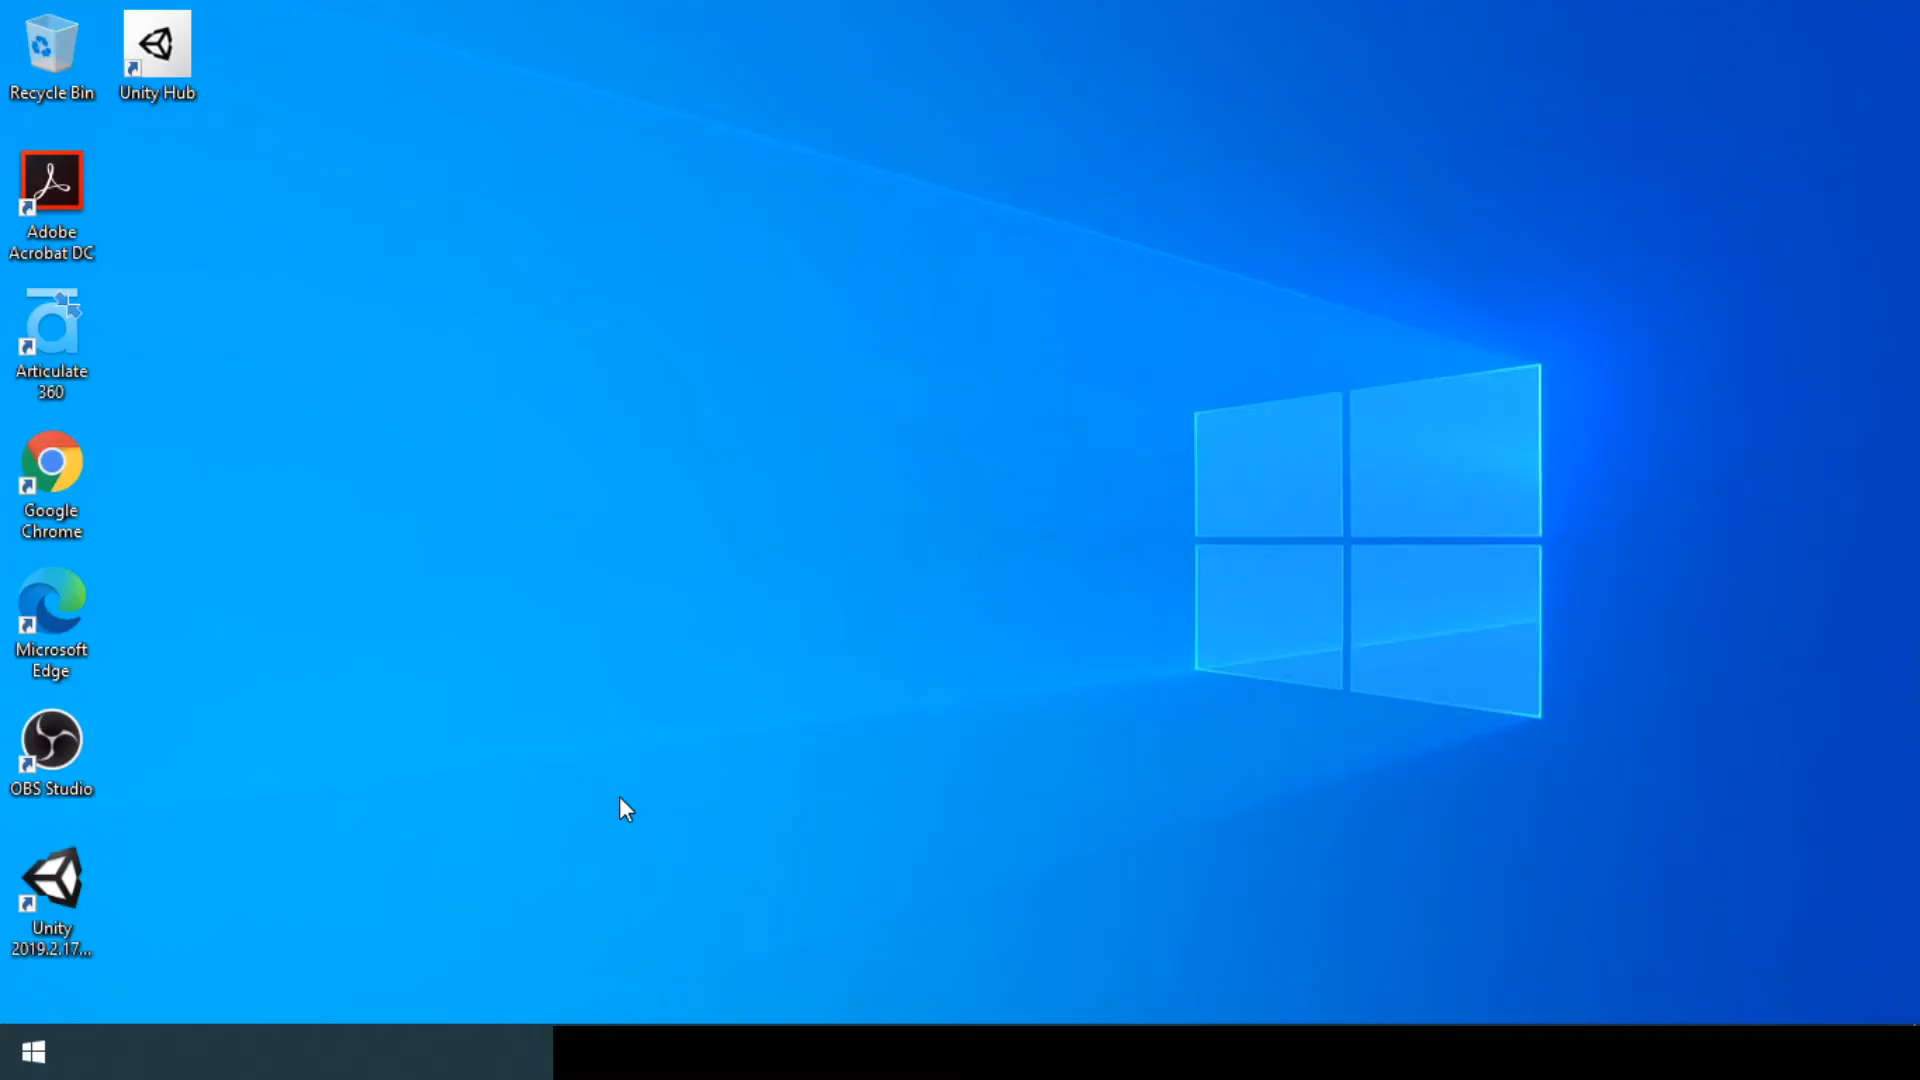 Recycle Bin
Unity Hub
Adobe
Acrobat DC
Articulate
360
Google
Chrome
Microsoft
Edge
OBS Studio
Unity
2019.2.17...